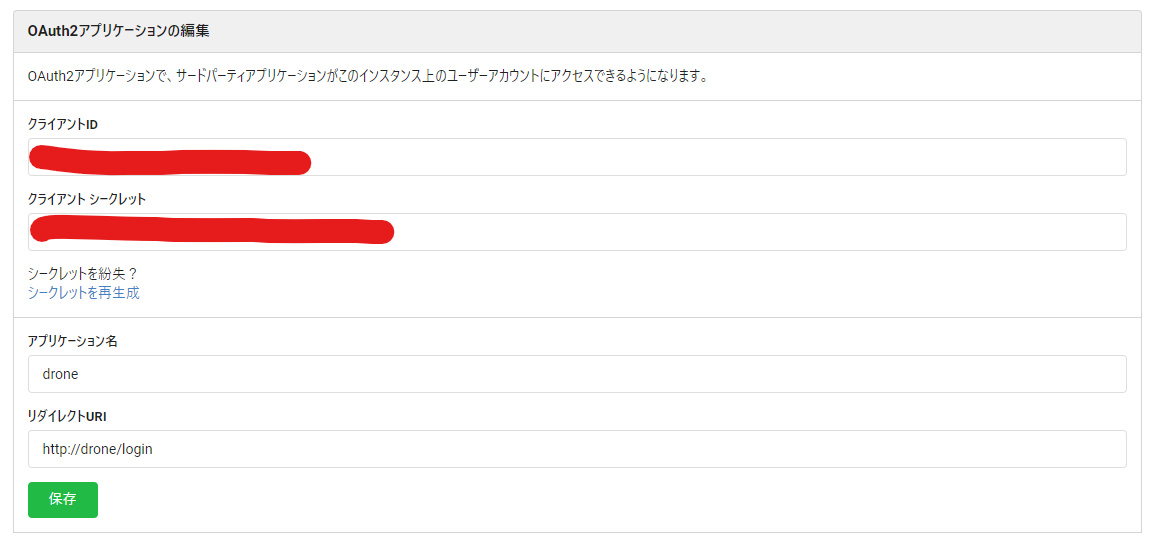 OAuth2アプリケーションの編集
OAuth2アプリケーションで、サードパーティアプリケーションがこのインスタンス上のユーザーアカウントにアクセスできるようになります。
クライアントID
クライアント シークレット
シークレットを紛失？
シークレットを再生成
アプリケーション名
drone
リダイレクトURI
http://drone/login
保存